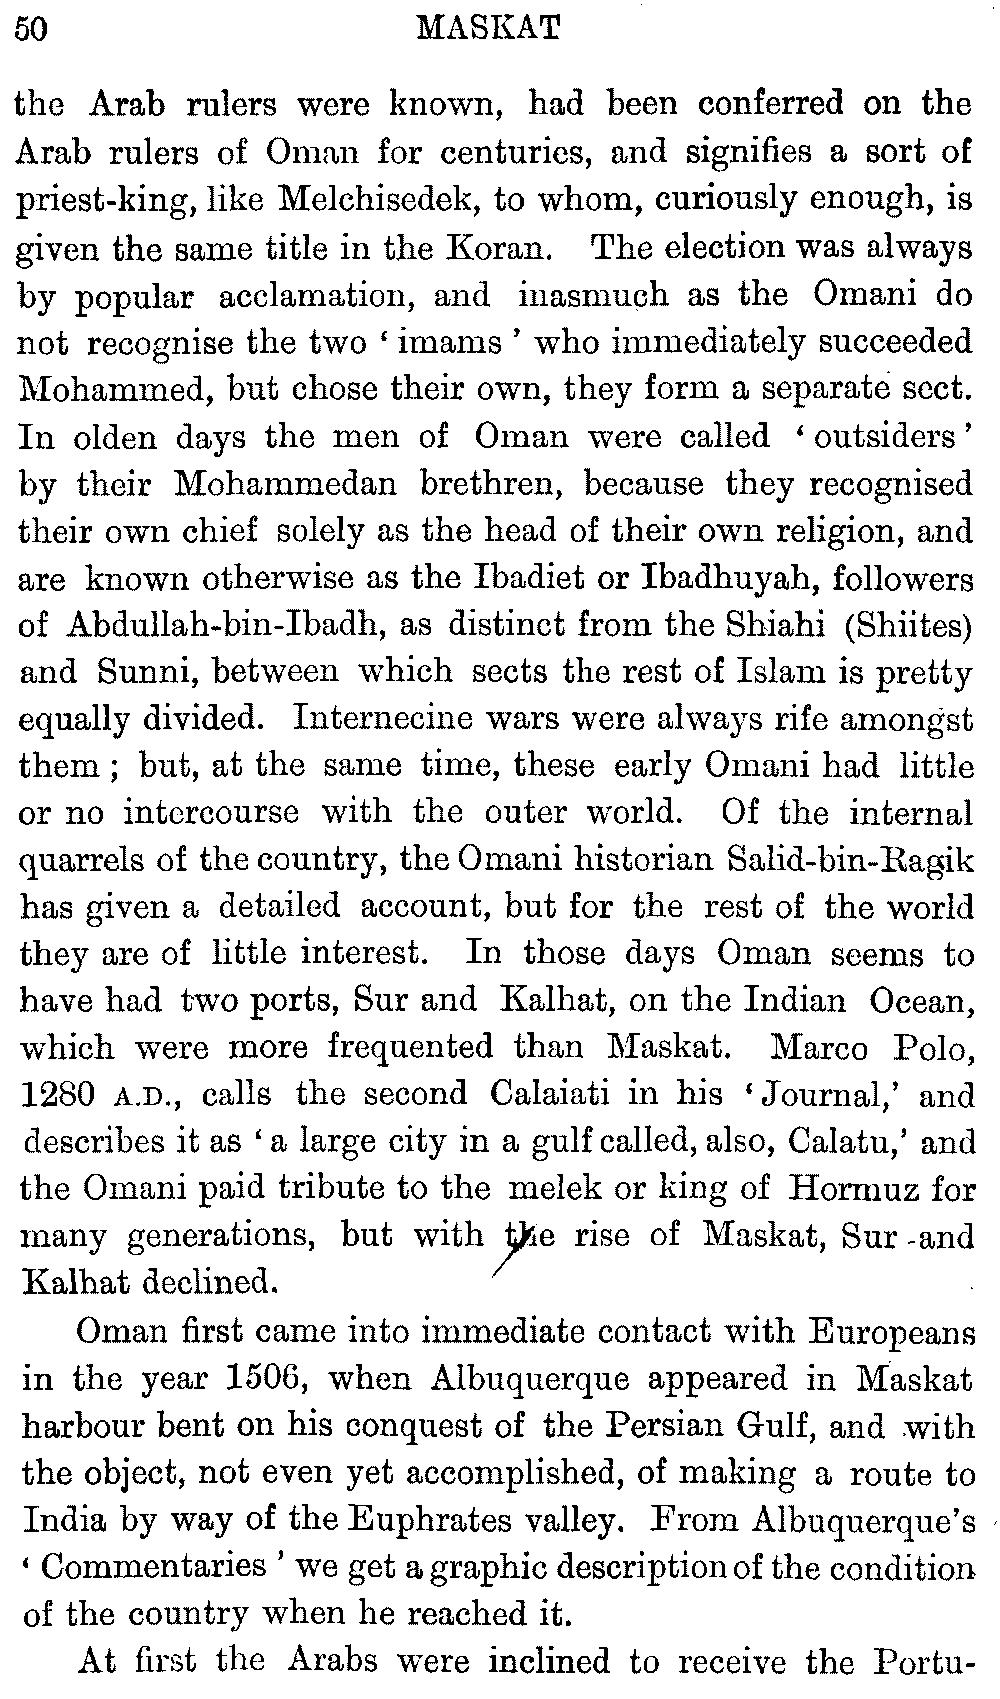 50 MASKAT
the Arab rulers were known, had been conferred on the
Arab rulers of Oman for centuries, and signifies a sort of
priest-king, like Melchisedek, to whom, curiously enough, is
given the same title in the Koran. The election was always
by popular acclamation, and inasmuch as the Omani do
not recognise the two ‘ imams ’ who immediately succeeded
Mohammed, but chose their own, they form a separate sect.
In olden days the men of Oman were called ‘ outsiders ’
by their Mohammedan brethren, because they recognised
their own chief solely as the head of their own religion, and
are known otherwise as the Ibadiet or Ibadhuyah, followers
of Abdullah-bin-Ibadh, as distinct from the Shiahi (Shiites)
and Sunni, between which sects the rest of Islam is pretty
equally divided. Internecine wars were always rife amongst
them ; but, at the same time, these early Omani had little
or no intercourse with the outer world. Of the internal
quarrels of the country, the Omani historian Salid-bin-Ragik
has given a detailed account, but for the rest of the world
they are of little interest. In those days Oman seems to
have had two ports, Sur and Kalhat, on the Indian Ocean,
which were more frequented than Maskat. Marco Polo,
1280 A.D., calls the second Calaiati in his ‘ Journal,’ and
describes it as ‘ a large city in a gulf called, also, Calatu,’ and
the Omani paid tribute to the melek or king of Hormuz for
many generations, but with the rise of Maskat, Sur -and
Kalhat declined.
Oman first came into immediate contact with Europeans
in the year 1506, when Albuquerque appeared in Maskat
harbour bent on his conquest of the Persian Gulf, and with
the object, not even yet accomplished, of making a route to
India by way of the Euphrates valley. From Albuquerque's
‘ Commentaries ’ we get a graphic description of the condition
of the country when he reached it.
At first the Arabs were inclined to receive the Portu-